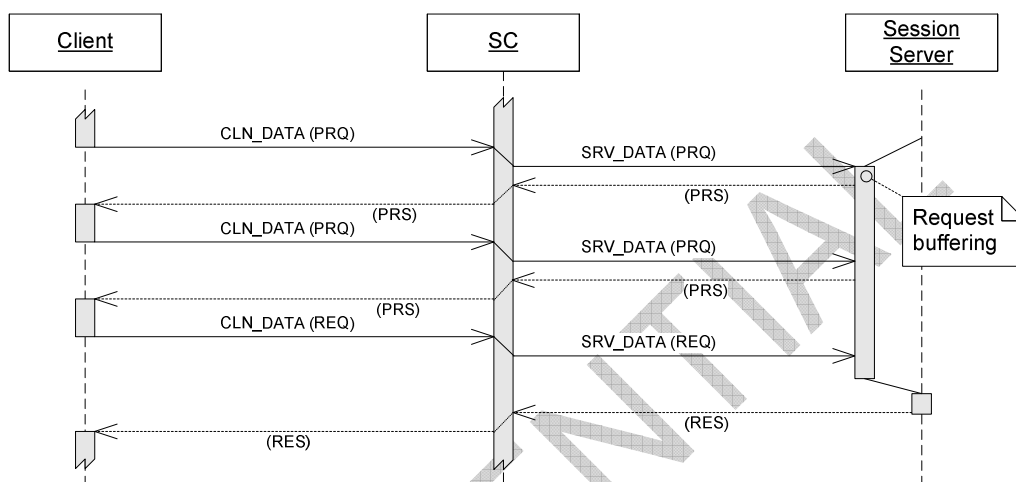 Client
SC
Session
Server
CLN_DATA (PRQ)
SRV_DATA (PRQ)
(PRS)
(PRS)
Request
buffering
CLN_DATA (PRQ)
SRV_DATA (PRQ)
(PRS)
(PRS)
CLN_DATA (REQ)
SRV_DATA (REQ)
(RES)
(RES)
NTIAL